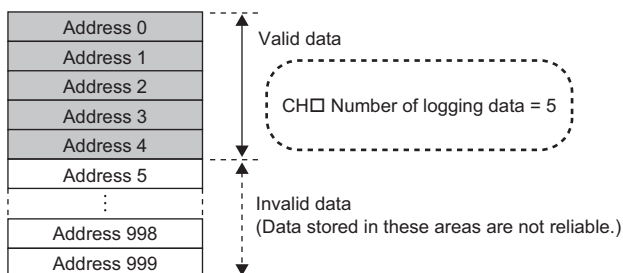 Address 0
Address 1
Address 2
Address 3
Address 4
Address 5
⋮
Address 998
Address 999
Valid data
CH□ Number of logging data = 5
Invalid data
(Data stored in these areas are not reliable.)